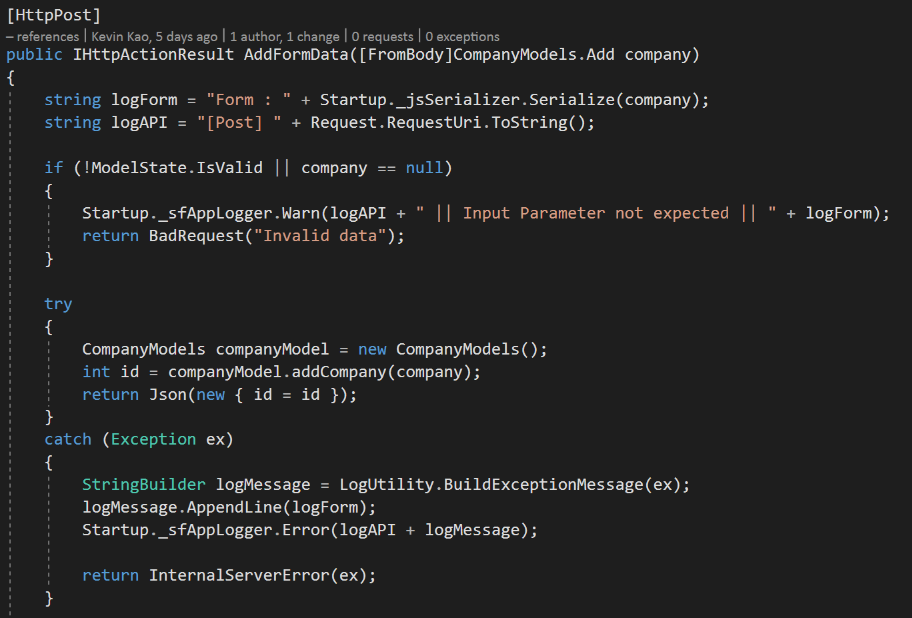 [HttpPost]
– references | Kevin Kao, 5 days ago | 1 author, 1 change | 0 requests | 0 exceptions
public IHttpActionResult AddFormData([FromBody]CompanyModels.Add company)
{
    string logForm = "Form : " + Startup._jsSerializer.Serialize(company);
    string logAPI = "[Post] " + Request.RequestUri.ToString();

    if (!ModelState.IsValid || company == null)
    {
        Startup._sfAppLogger.Warn(logAPI + " || Input Parameter not expected || " + logForm);
        return BadRequest("Invalid data");
    }

    try
    {
        CompanyModels companyModel = new CompanyModels();
        int id = companyModel.addCompany(company);
        return Json(new { id = id });
    }
    catch (Exception ex)
    {
        StringBuilder logMessage = LogUtility.BuildExceptionMessage(ex);
        logMessage.AppendLine(logForm);
        Startup._sfAppLogger.Error(logAPI + logMessage);

        return InternalServerError(ex);
    }